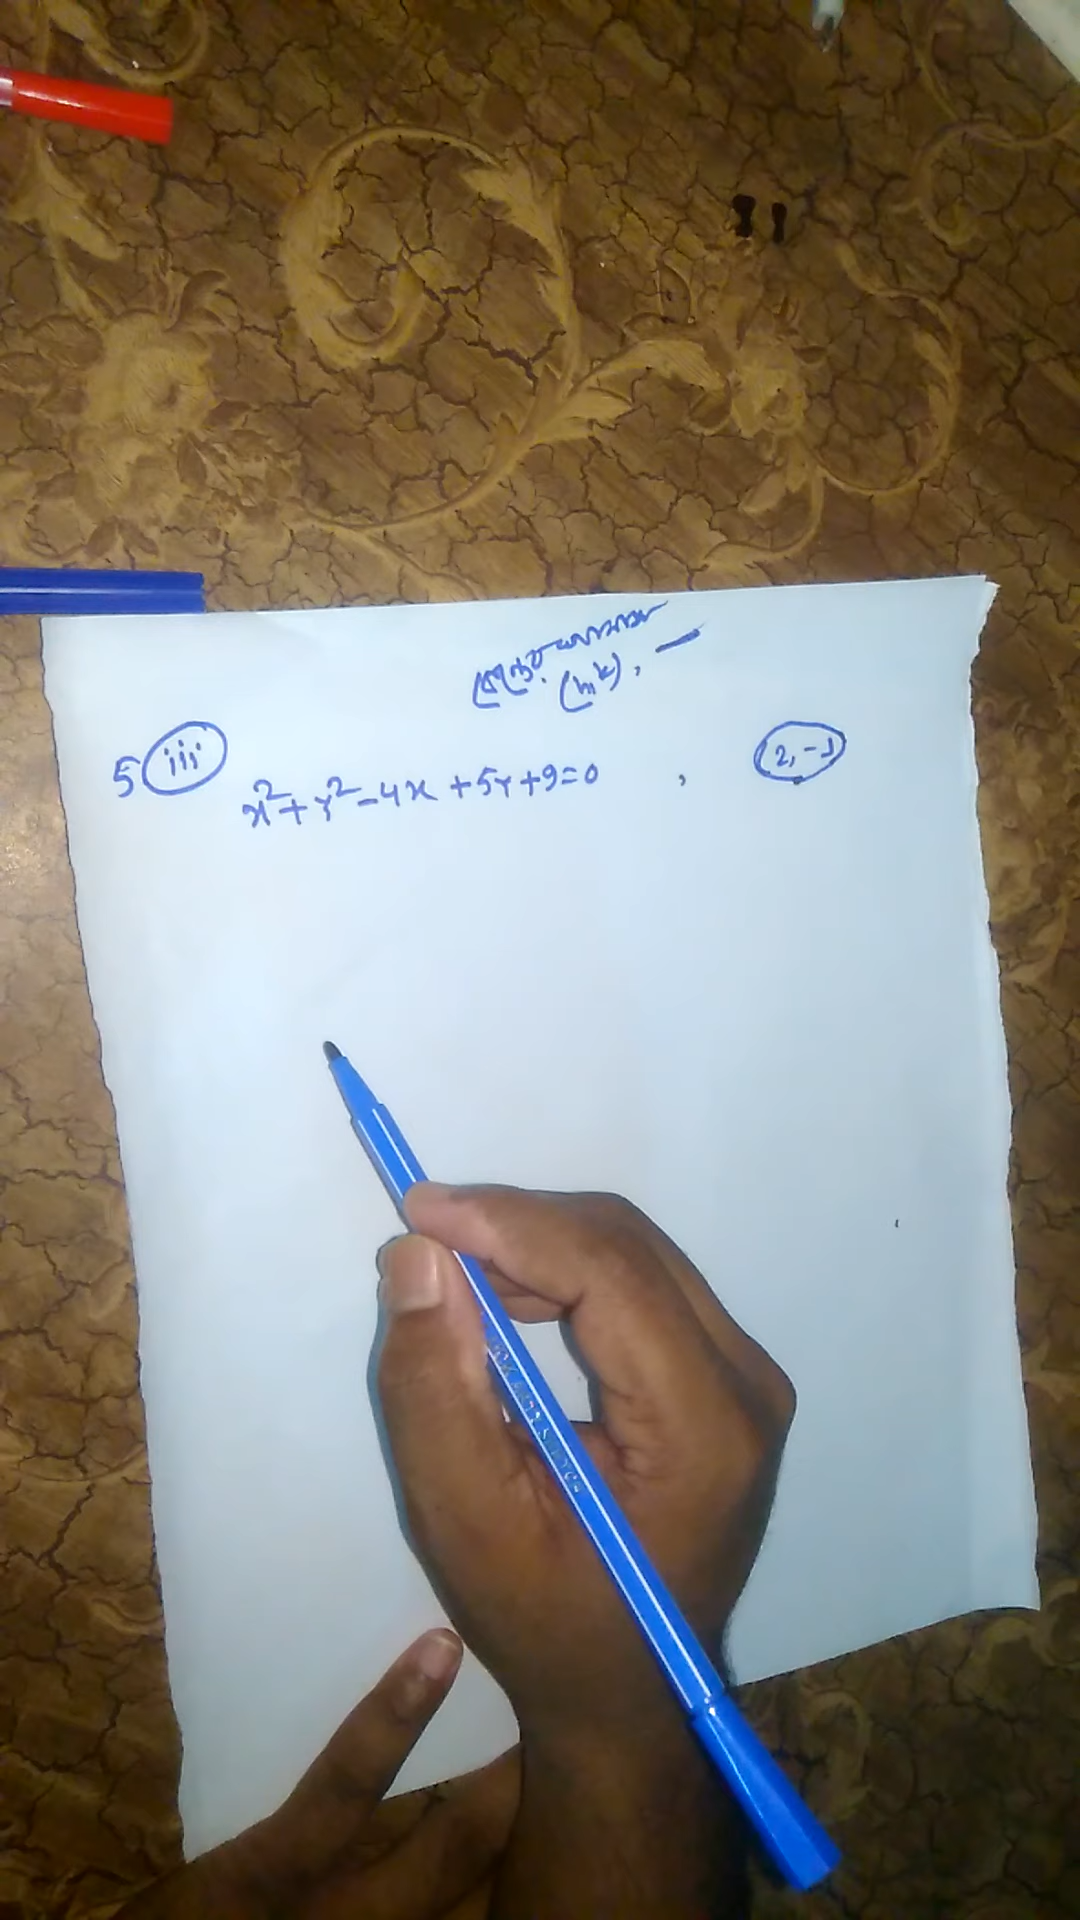 কেন্দ্রের স্থানাঙ্ক
(h,k), —
5 iii x²+y²-4x+5y+9=0 , (2,-1)